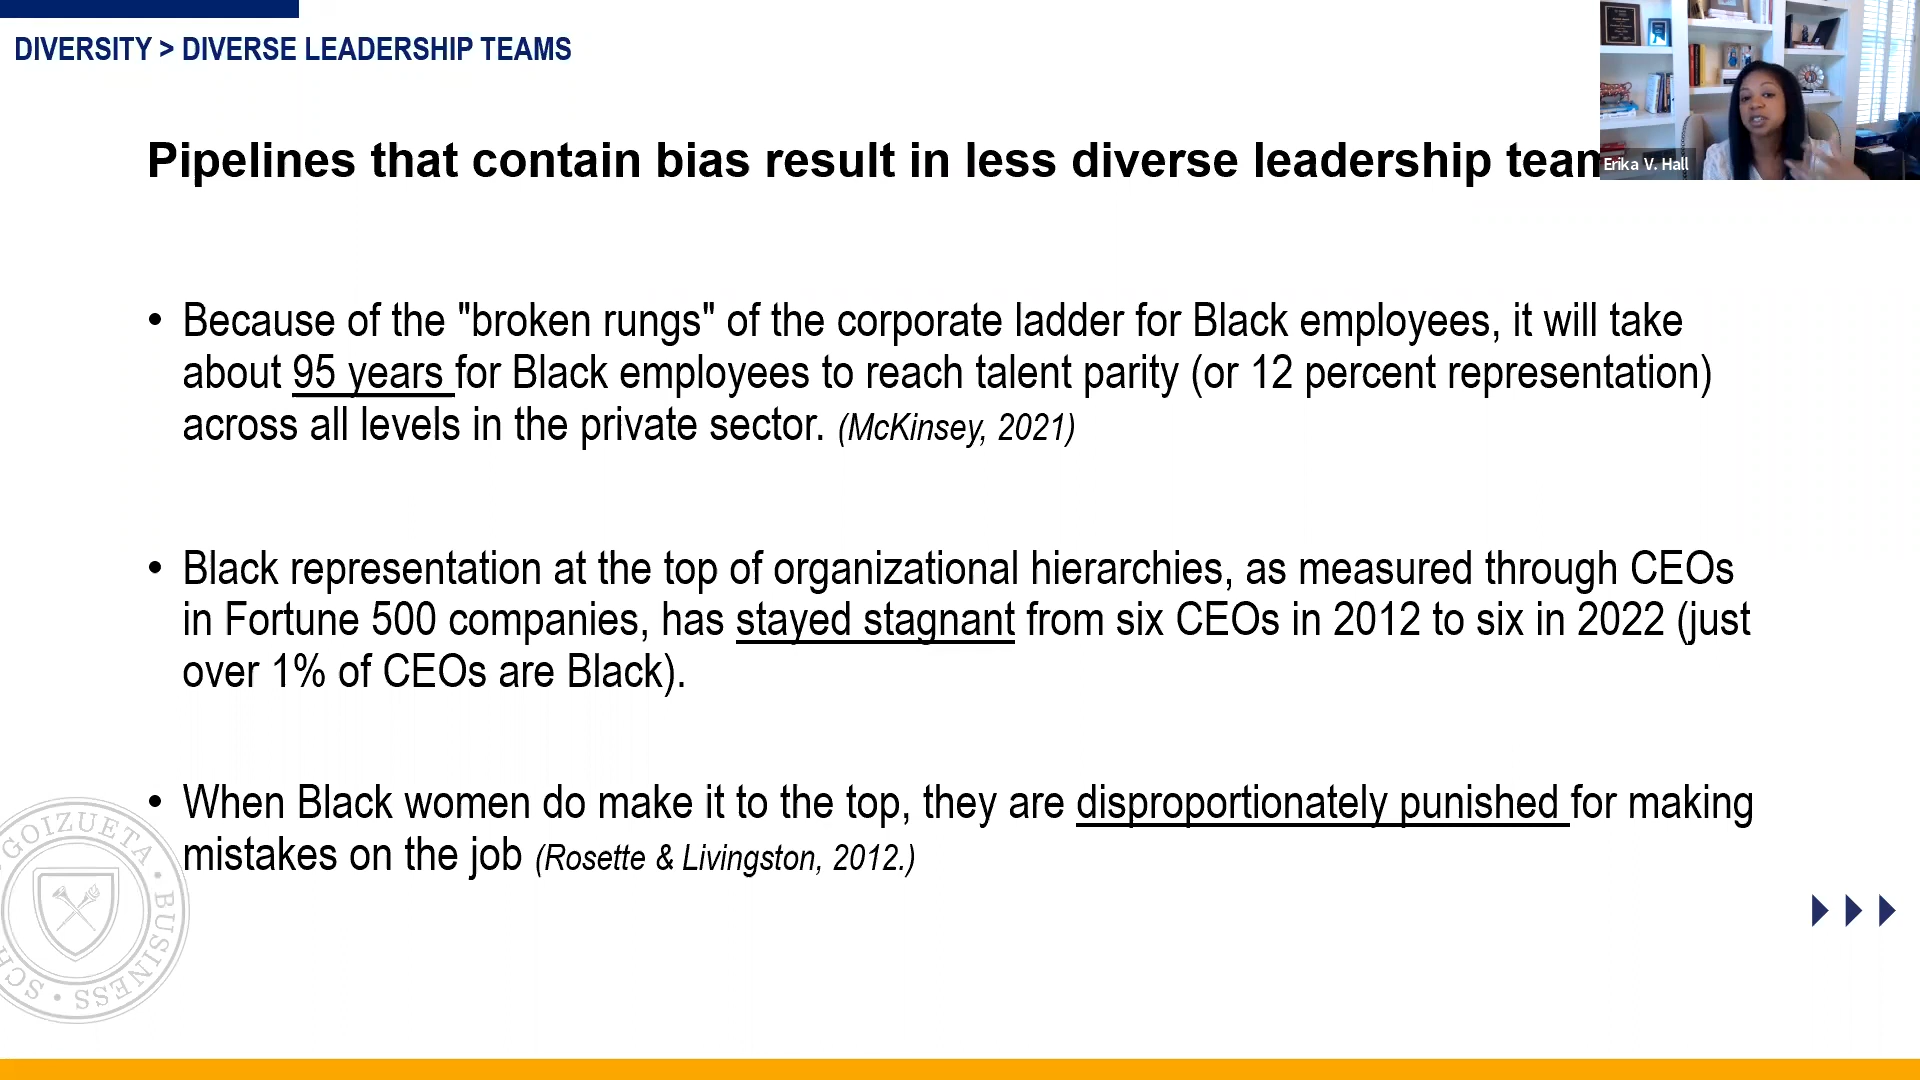 DIVERSITY > DIVERSE LEADERSHIP TEAMS
Pipelines that contain bias result in less diverse leadership team
Erika V. Hall
• Because of the "broken rungs" of the corporate ladder for Black employees, it will take
about 95 years for Black employees to reach talent parity (or 12 percent representation)
across all levels in the private sector. (McKinsey, 2021)
• Black representation at the top of organizational hierarchies, as measured through CEOs
in Fortune 500 companies, has stayed stagnant from six CEOs in 2012 to six in 2022 (just
over 1% of CEOs are Black).
• When Black women do make it to the top, they are disproportionately punished for making
mistakes on the job (Rosette & Livingston, 2012.)
GOIZUETA • BUSINESS • SCH